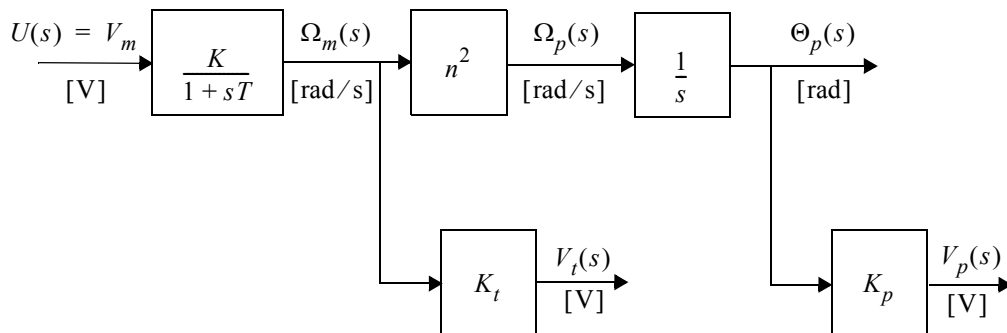 U(s) = V_m
[V]
K
1 + sT
Ω_m(s)
[rad/s]
n^2
Ω_p(s)
[rad/s]
1
s
Θ_p(s)
[rad]
K_t
V_t(s)
[V]
K_p
V_p(s)
[V]